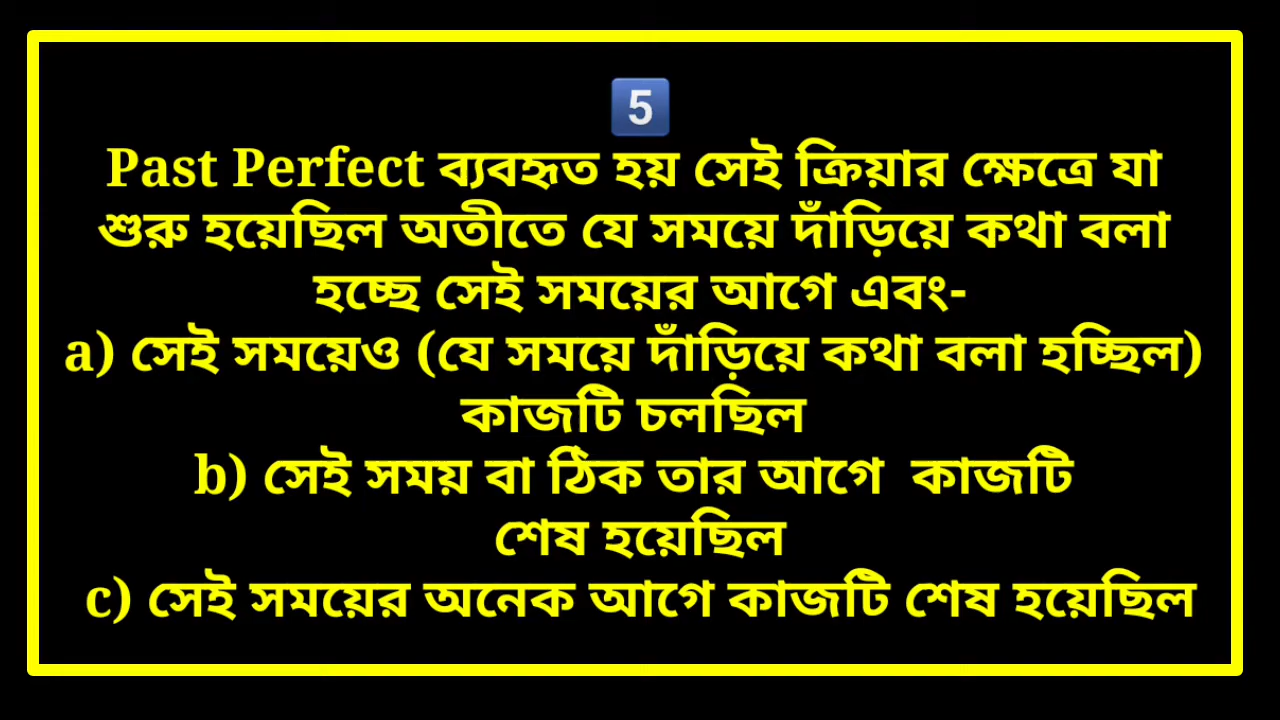 5
Past Perfect ব্যবহৃত হয় সেই ক্রিয়ার ক্ষেত্রে যা
শুরু হয়েছিল অতীতে যে সময়ে দাঁড়িয়ে কথা বলা
হচ্ছে সেই সময়ের আগে এবং-
a) সেই সময়েও (যে সময়ে দাঁড়িয়ে কথা বলা হচ্ছিল)
কাজটি চলছিল
b) সেই সময় বা ঠিক তার আগে কাজটি
শেষ হয়েছিল
c) সেই সময়ের অনেক আগে কাজটি শেষ হয়েছিল